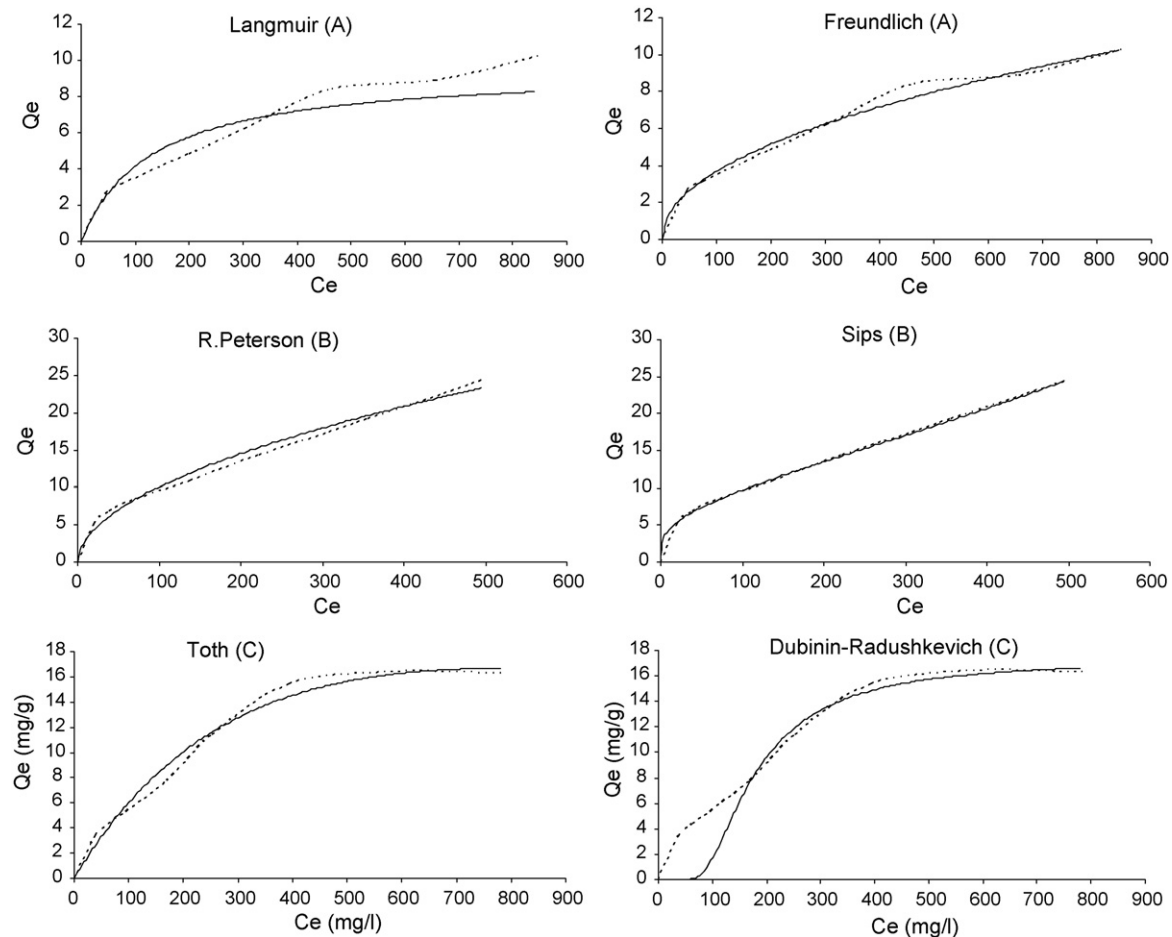 Langmuir (A)
12
10
8
6
4
2
0
Qe
0 100 200 300 400 500 600 700 800 900
Ce
Freundlich (A)
12
10
8
6
4
2
0
Qe
0 100 200 300 400 500 600 700 800 900
Ce
R.Peterson (B)
30
25
20
15
10
5
0
Qe
0 100 200 300 400 500 600
Ce
Sips (B)
30
25
20
15
10
5
0
Qe
0 100 200 300 400 500 600
Ce
Toth (C)
18
16
14
12
10
8
6
4
2
0
Qe (mg/g)
0 100 200 300 400 500 600 700 800 900
Ce (mg/l)
Dubinin-Radushkevich (C)
18
16
14
12
10
8
6
4
2
0
Qe (mg/g)
0 100 200 300 400 500 600 700 800 900
Ce (mg/l)